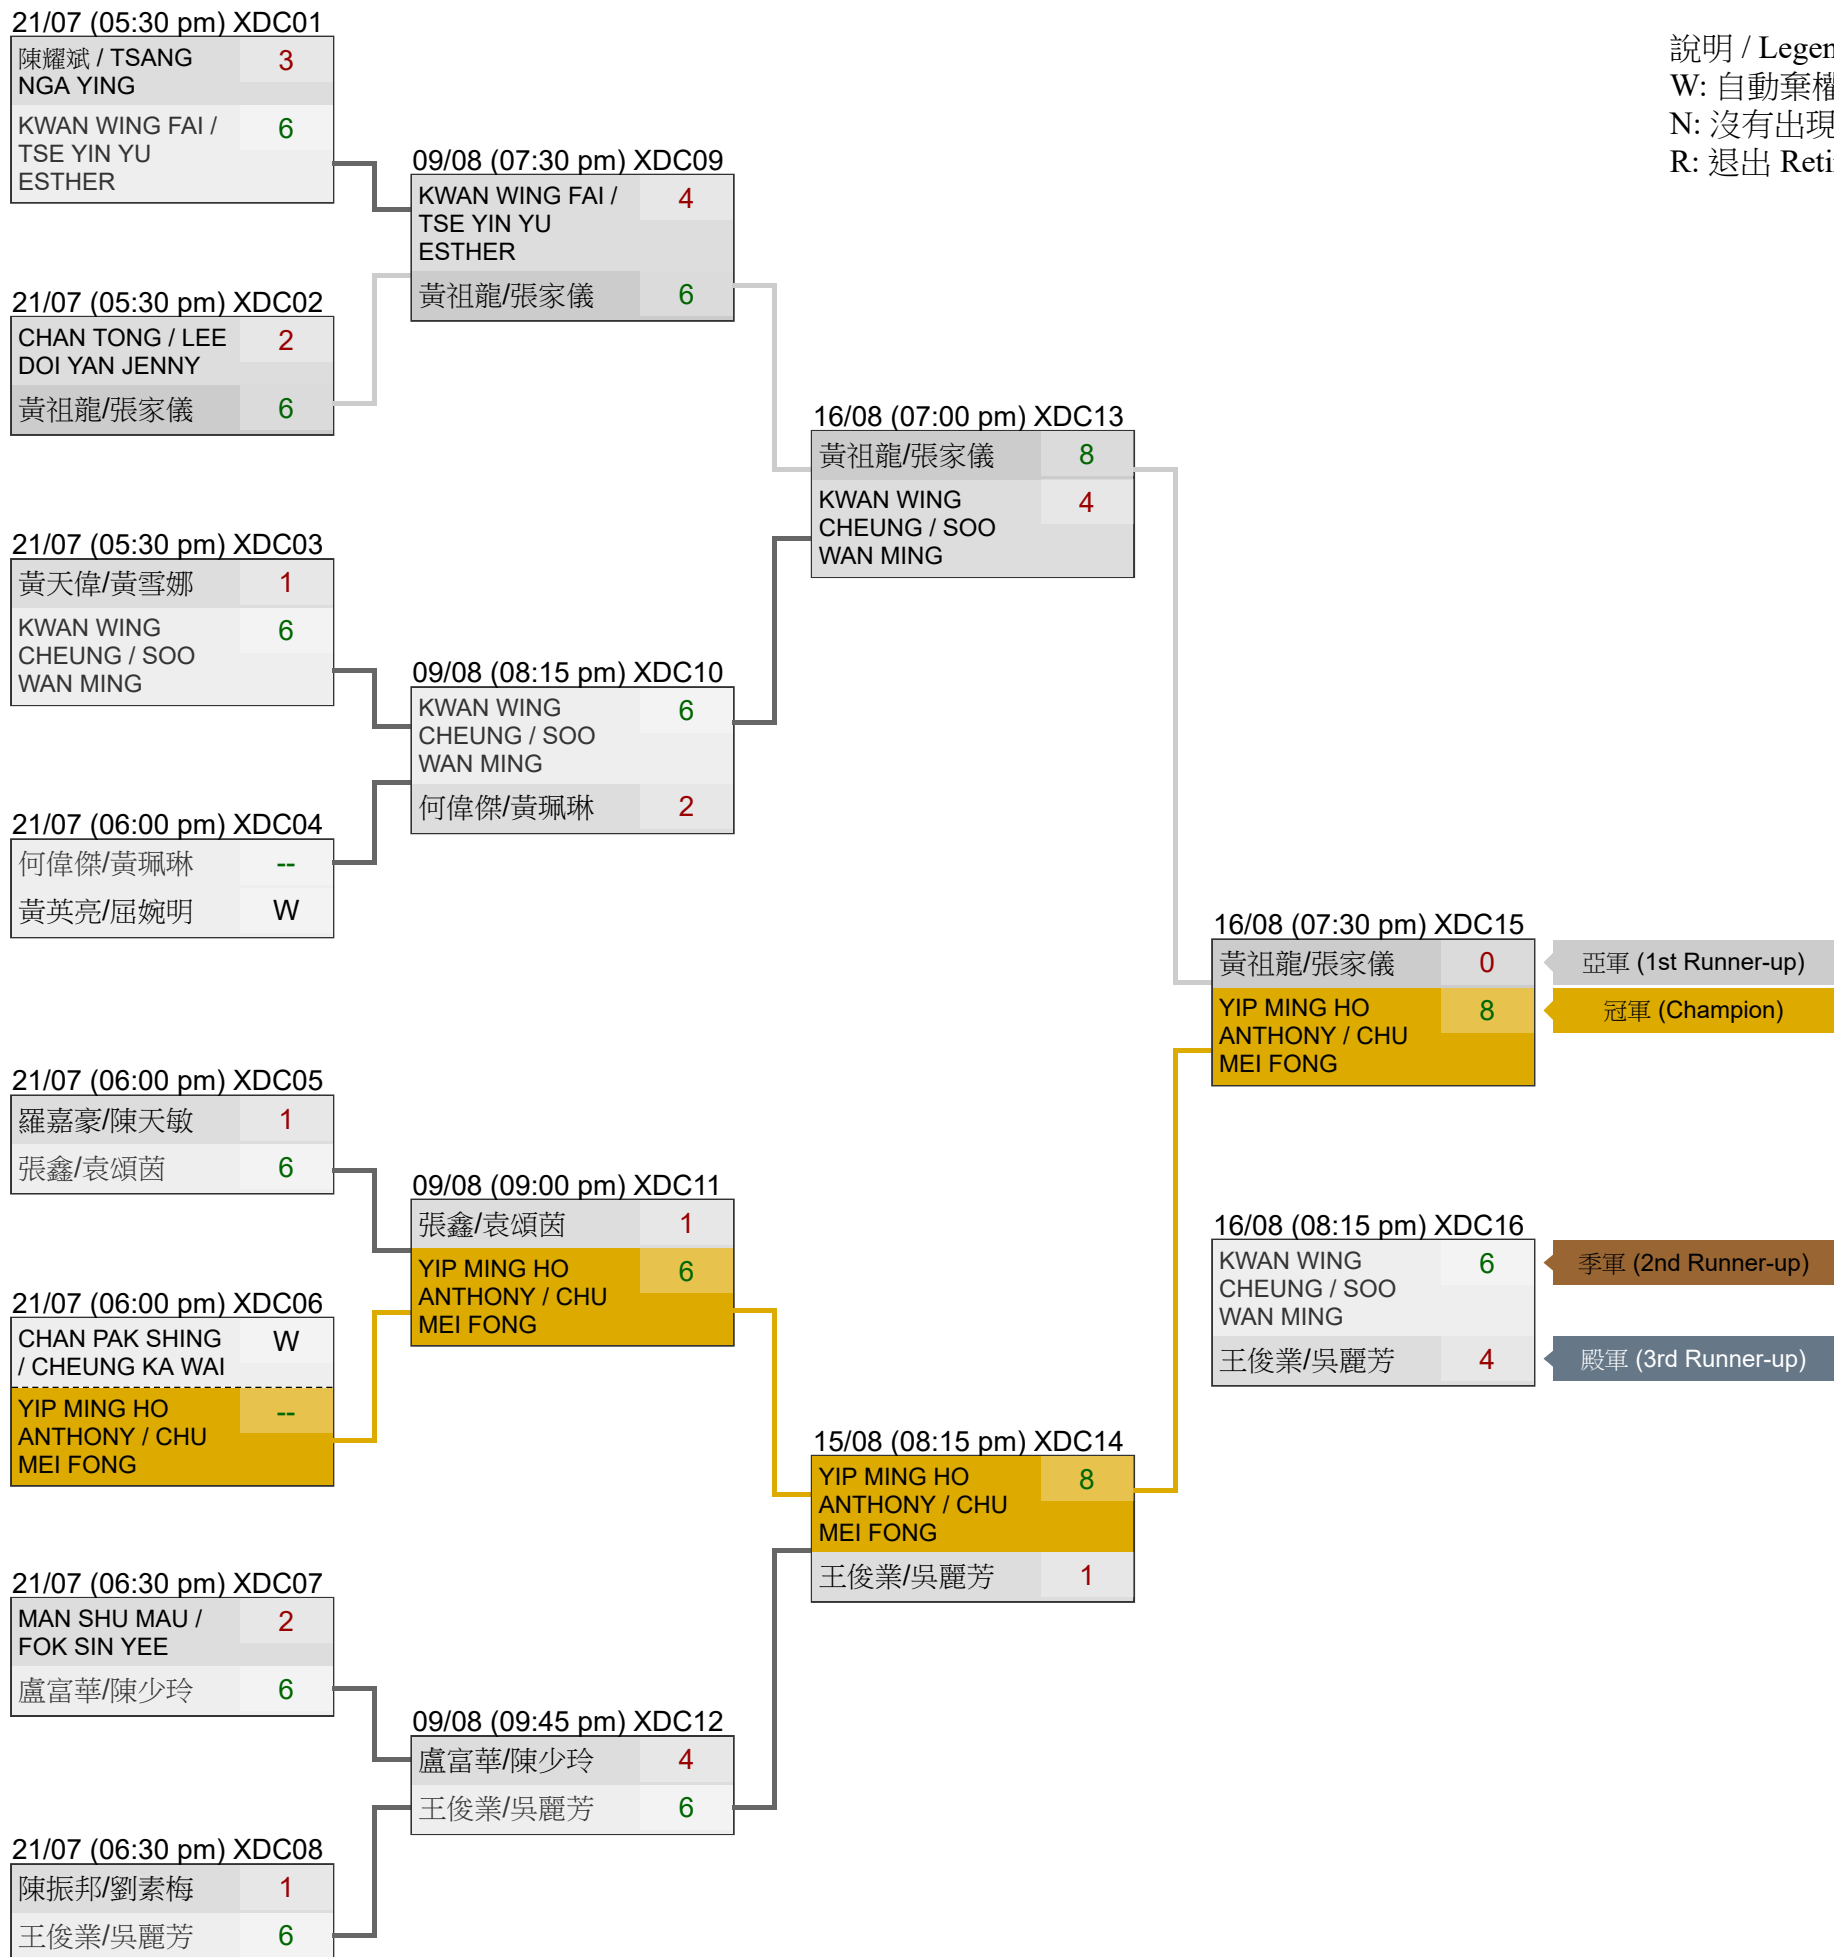 21/07 (05:30 pm) XDC01
陳耀斌 / TSANG
NGA YING
3
KWAN WING FAI /
TSE YIN YU
ESTHER
6
21/07 (05:30 pm) XDC02
CHAN TONG / LEE
DOI YAN JENNY
2
黃祖龍/張家儀
6
21/07 (05:30 pm) XDC03
黃天偉/黃雪娜
1
KWAN WING
CHEUNG / SOO
WAN MING
6
21/07 (06:00 pm) XDC04
何偉傑/黃珮琳
--
黃英亮/屈婉明
W
21/07 (06:00 pm) XDC05
羅嘉豪/陳天敏
1
張鑫/袁頌茵
6
21/07 (06:00 pm) XDC06
CHAN PAK SHING
/ CHEUNG KA WAI
W
YIP MING HO
ANTHONY / CHU
MEI FONG
--
21/07 (06:30 pm) XDC07
MAN SHU MAU /
FOK SIN YEE
2
盧富華/陳少玲
6
21/07 (06:30 pm) XDC08
陳振邦/劉素梅
1
王俊業/吳麗芳
6
09/08 (07:30 pm) XDC09
KWAN WING FAI /
TSE YIN YU
ESTHER
4
黃祖龍/張家儀
6
09/08 (08:15 pm) XDC10
KWAN WING
CHEUNG / SOO
WAN MING
6
何偉傑/黃珮琳
2
09/08 (09:00 pm) XDC11
張鑫/袁頌茵
1
YIP MING HO
ANTHONY / CHU
MEI FONG
6
09/08 (09:45 pm) XDC12
盧富華/陳少玲
4
王俊業/吳麗芳
6
16/08 (07:00 pm) XDC13
黃祖龍/張家儀
8
KWAN WING
CHEUNG / SOO
WAN MING
4
15/08 (08:15 pm) XDC14
YIP MING HO
ANTHONY / CHU
MEI FONG
8
王俊業/吳麗芳
1
16/08 (07:30 pm) XDC15
黃祖龍/張家儀
0
亞軍 (1st Runner-up)
YIP MING HO
ANTHONY / CHU
MEI FONG
8
冠軍 (Champion)
16/08 (08:15 pm) XDC16
KWAN WING
CHEUNG / SOO
WAN MING
6
季軍 (2nd Runner-up)
王俊業/吳麗芳
4
殿軍 (3rd Runner-up)
說明 / Legen
W: 自動棄權
N: 沒有出現
R: 退出 Reti